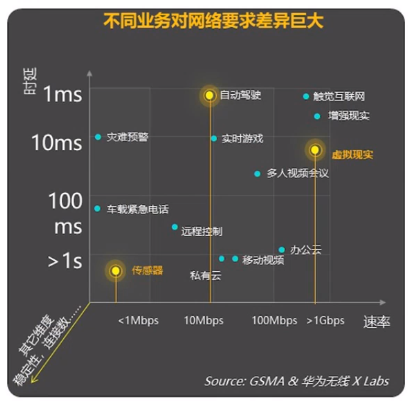 不同业务对网络要求差异巨大
时延
1ms
自动驾驶
触觉互联网
增强现实
10ms
灾难预警
实时游戏
虚拟现实
多人视频会议
100
ms
车载紧急电话
远程控制
办公云
>1s
传感器
私有云
移动视频
<1Mbps
10Mbps
100Mbps
>1Gbps
速率
其它维度
稳定性，连接数……
Source: GSMA & 华为无线 X Labs